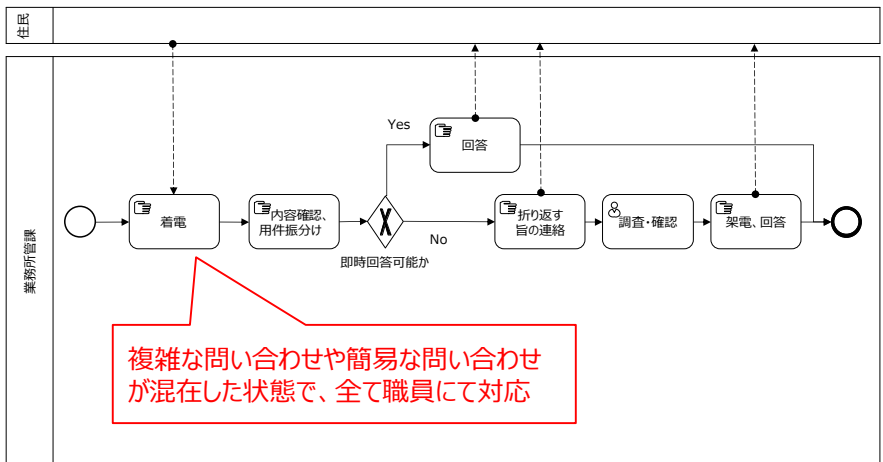 住民
業務所管課
着電
内容確認、
用件振分け
即時回答可能か
Yes
回答
No
折り返す
旨の連絡
調査・確認
架電、回答
複雑な問い合わせや簡易な問い合わせ
が混在した状態で、全て職員にて対応